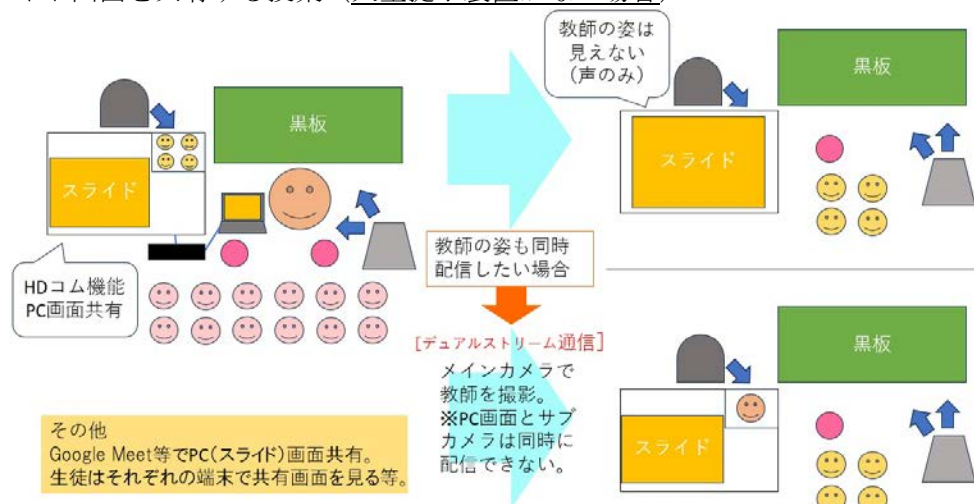 教師の姿は
見えない
(声のみ)
黒板
黒板
スライド
スライド
HDコム機能
PC画面共有
教師の姿も同時
配信したい場合
[デュアルストリーム通信]
メインカメラで
教師を撮影。
※PC画面とサブ
カメラは同時に
配信できない。
黒板
スライド
その他
Google Meet等でPC(スライド)画面共有。
生徒はそれぞれの端末で共有画面を見る等。